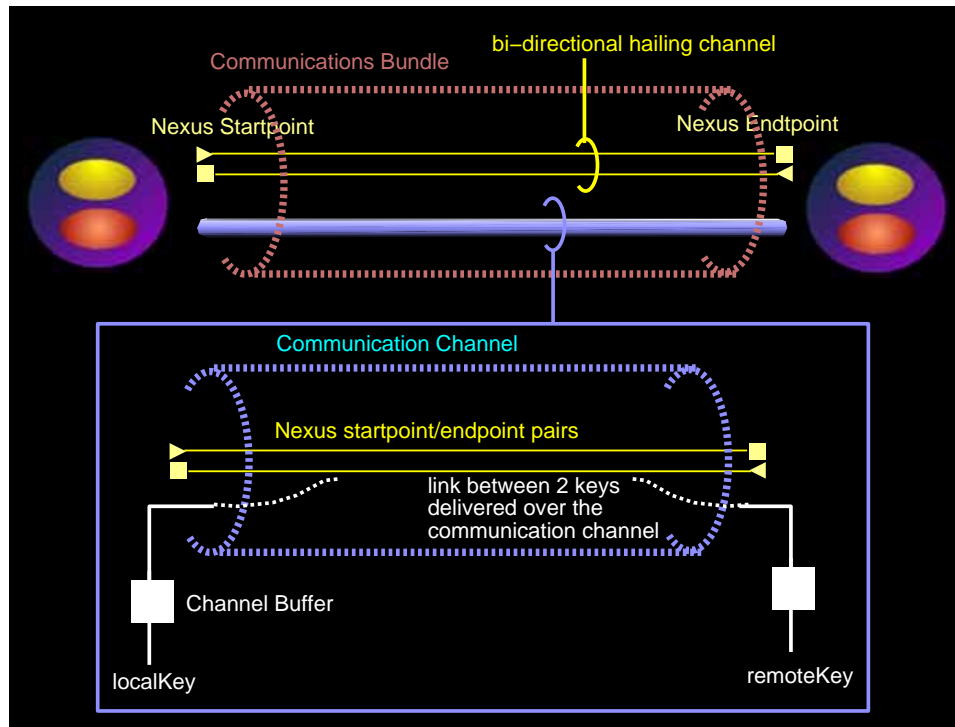 bi−directional hailing channel
Communications Bundle
Nexus Startpoint
Nexus Endtpoint
Communication Channel
Nexus startpoint/endpoint pairs
link between 2 keys
delivered over the
communication channel
Channel Buffer
localKey
remoteKey